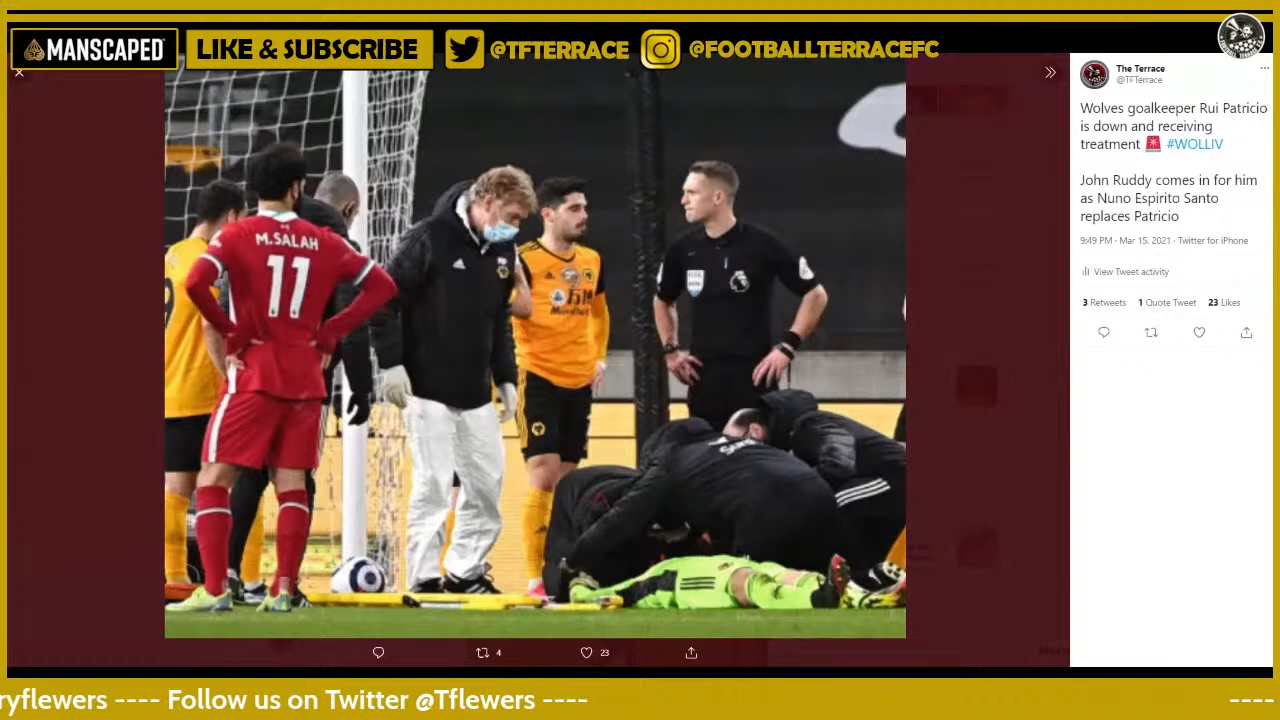 MANSCAPED
LIKE & SUBSCRIBE
@TFTERRACE
@FOOTBALLTERRACEFC
The Terrace
@TFTerrace
Wolves goalkeeper Rui Patricio
is down and receiving
treatment 🚨 #WOLLIV
John Ruddy comes in for him
as Nuno Espirito Santo
replaces Patricio
9:49 PM · Mar 15, 2021 · Twitter for iPhone
View Tweet activity
3 Retweets 1 Quote Tweet 23 Likes
M.SALAH
11
4
23
ryflewers ---- Follow us on Twitter @Tflewers ---- ----